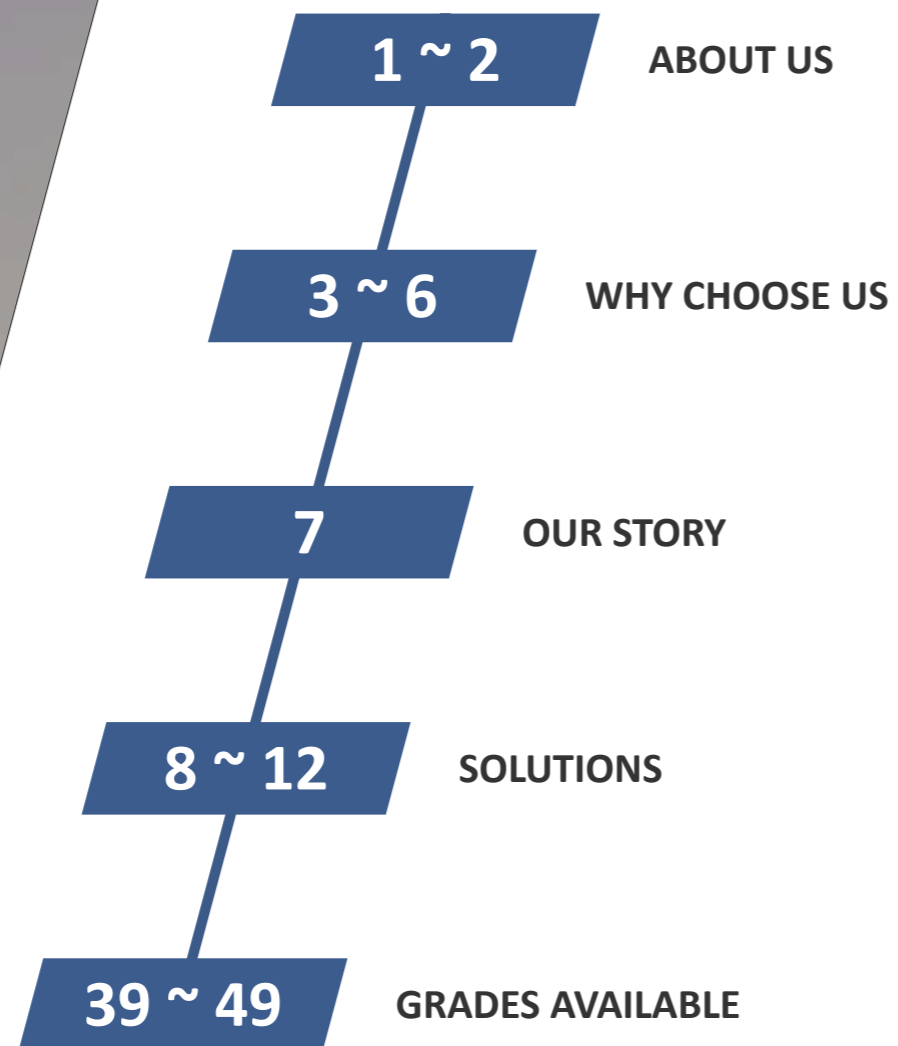 1 ~ 2 ABOUT US
3 ~ 6 WHY CHOOSE US
7 OUR STORY
8 ~ 12 SOLUTIONS
39 ~ 49 GRADES AVAILABLE